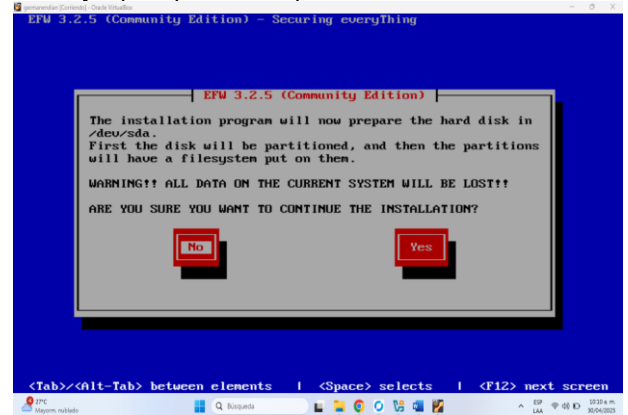 gemarendian [Corriendo] - Oracle VirtualBox
EFW 3.2.5 (Community Edition) - Securing everyThing
EFW 3.2.5 (Community Edition)
The installation program will now prepare the hard disk in
/dev/sda.
First the disk will be partitioned, and then the partitions
will have a filesystem put on them.
WARNING!! ALL DATA ON THE CURRENT SYSTEM WILL BE LOST!!
ARE YOU SURE YOU WANT TO CONTINUE THE INSTALLATION?
No Yes
<Tab>/<Alt-Tab> between elements | <Space> selects | <F12> next screen
27°C
Mayorm. nublado
Búsqueda
ESP
LAA
10:10 a. m.
30/04/2025